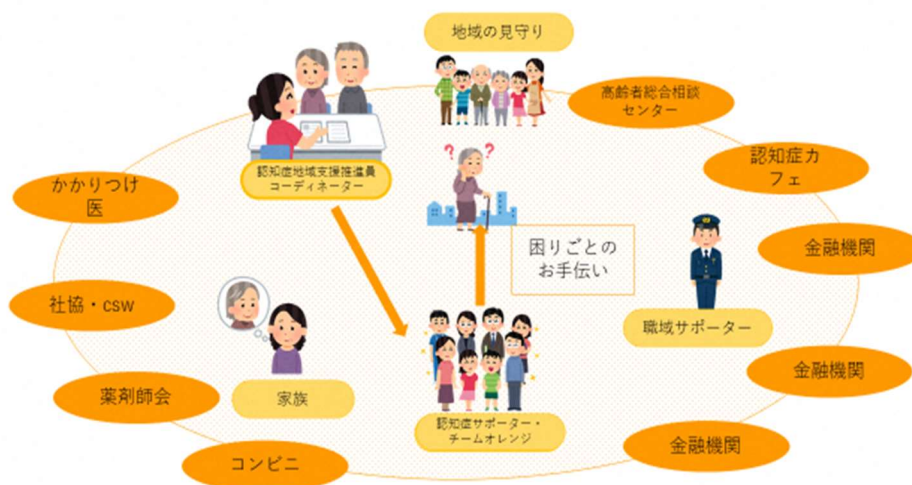 地域の見守り
高齢者総合相談
センター
認知症地域支援推進員
コーディネーター
? ?
認知症カ
フェ
かかりつけ
医
困りごとの
お手伝い
金融機関
社協・csw
職域サポーター
金融機関
薬剤師会
家族
認知症サポーター・
チームオレンジ
金融機関
コンビニ